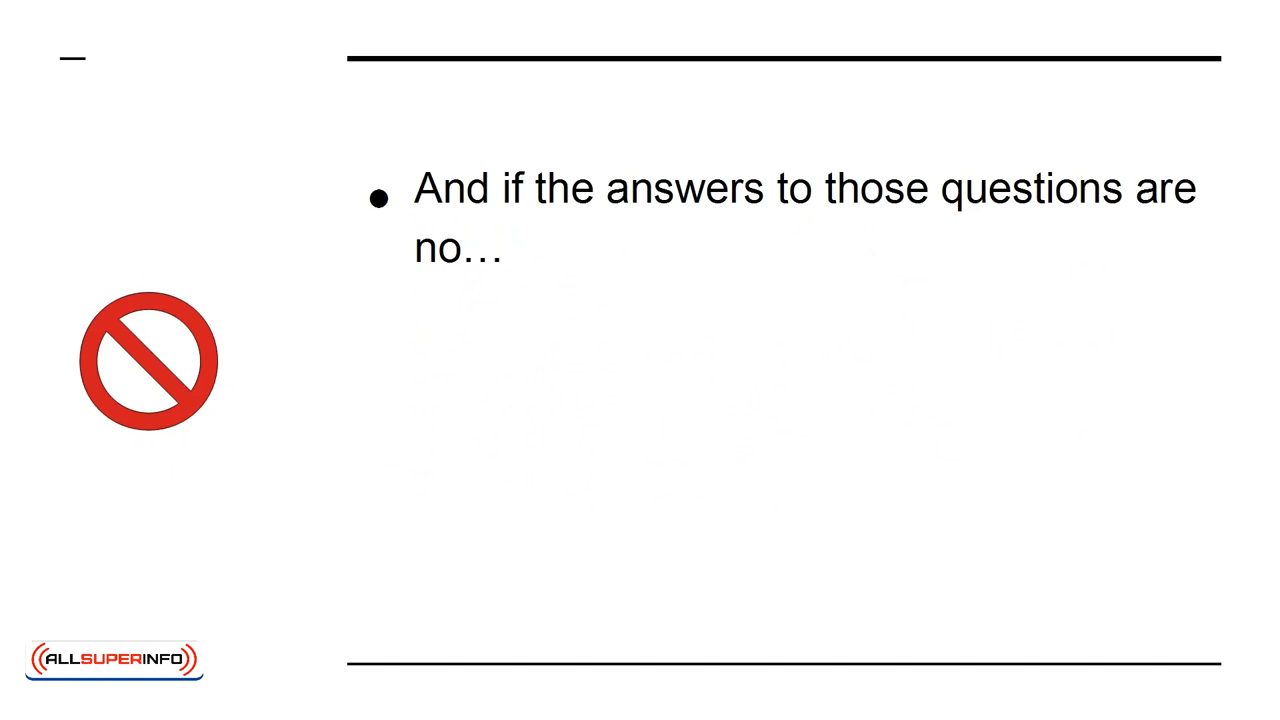 ● And if the answers to those questions are
no…
ALLSUPERINFO